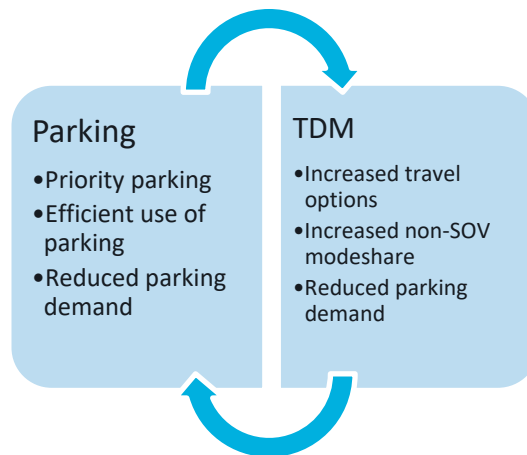 Parking
•Priority parking
•Efficient use of
parking
•Reduced parking
demand
TDM
•Increased travel
options
•Increased non-SOV
modeshare
•Reduced parking
demand